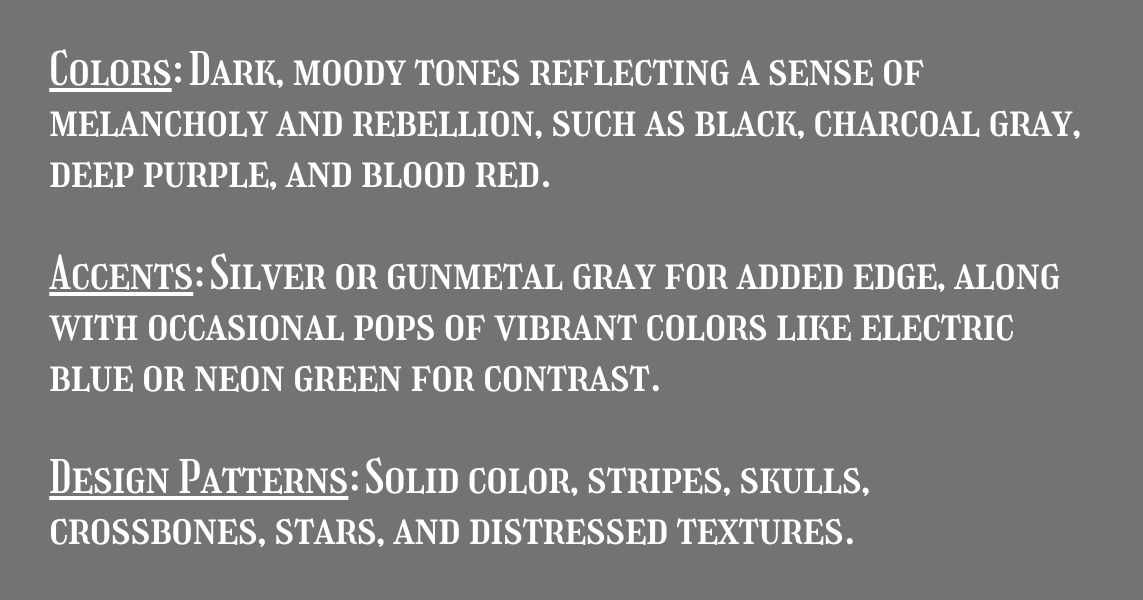 Colors: Dark, moody tones reflecting a sense of
melancholy and rebellion, such as black, charcoal gray,
deep purple, and blood red.
Accents: Silver or gunmetal gray for added edge, along
with occasional pops of vibrant colors like electric
blue or neon green for contrast.
Design Patterns: Solid color, stripes, skulls,
crossbones, stars, and distressed textures.